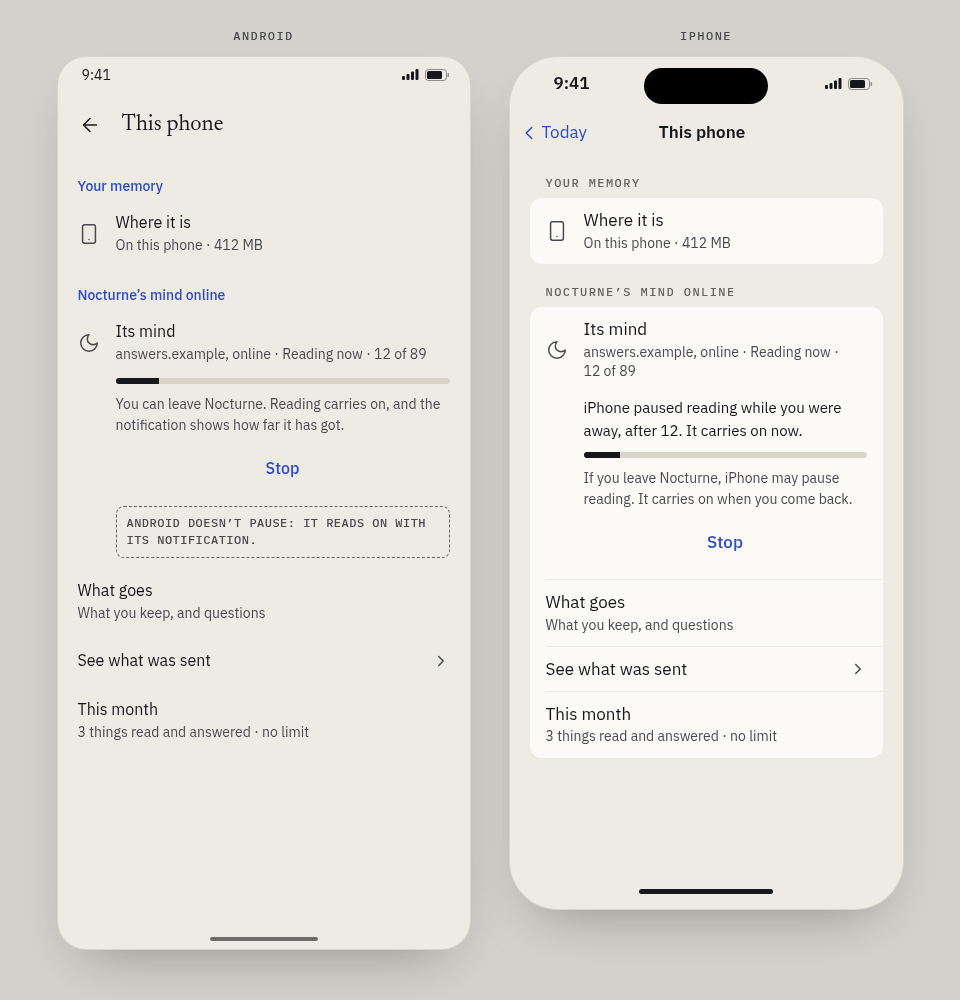 ANDROID
9:41
This phone
Your memory
Where it is
On this phone · 412 MB
Nocturne’s mind online
Its mind
answers.example, online · Reading now · 12 of 89
You can leave Nocturne. Reading carries on, and the
notification shows how far it has got.
Stop
ANDROID DOESN’T PAUSE: IT READS ON WITH
ITS NOTIFICATION.
What goes
What you keep, and questions
See what was sent
This month
3 things read and answered · no limit
IPHONE
9:41
Today
This phone
YOUR MEMORY
Where it is
On this phone · 412 MB
NOCTURNE’S MIND ONLINE
Its mind
answers.example, online · Reading now ·
12 of 89
iPhone paused reading while you were
away, after 12. It carries on now.
If you leave Nocturne, iPhone may pause
reading. It carries on when you come back.
Stop
What goes
What you keep, and questions
See what was sent
This month
3 things read and answered · no limit